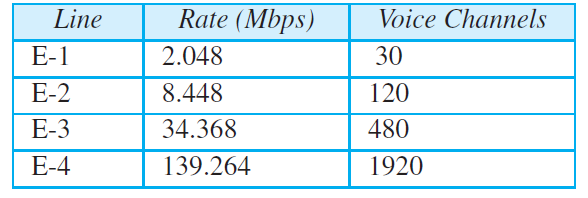 Line Rate (Mbps) Voice Channels
E-1 2.048 30
E-2 8.448 120
E-3 34.368 480
E-4 139.264 1920